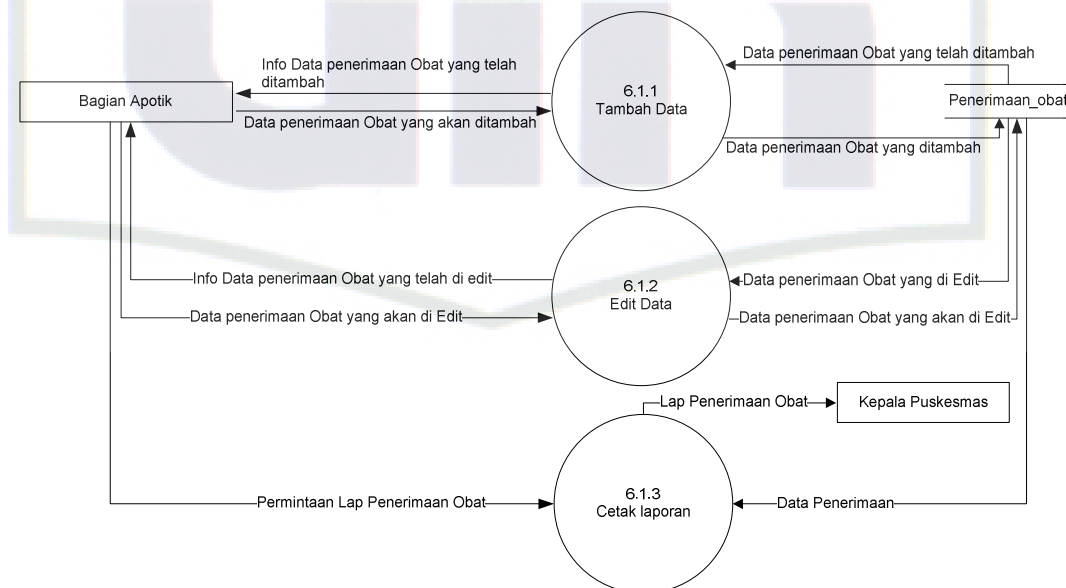 Info Data penerimaan Obat yang telah
ditambah
Data penerimaan Obat yang telah ditambah
Bagian Apotik
6.1.1
Tambah Data
Penerimaan_obat
Data penerimaan Obat yang akan ditambah
Data penerimaan Obat yang ditambah
Info Data penerimaan Obat yang telah di edit
6.1.2
Edit Data
Data penerimaan Obat yang di Edit
Data penerimaan Obat yang akan di Edit
Data penerimaan Obat yang akan di Edit
Lap Penerimaan Obat
Kepala Puskesmas
Permintaan Lap Penerimaan Obat
6.1.3
Cetak laporan
Data Penerimaan